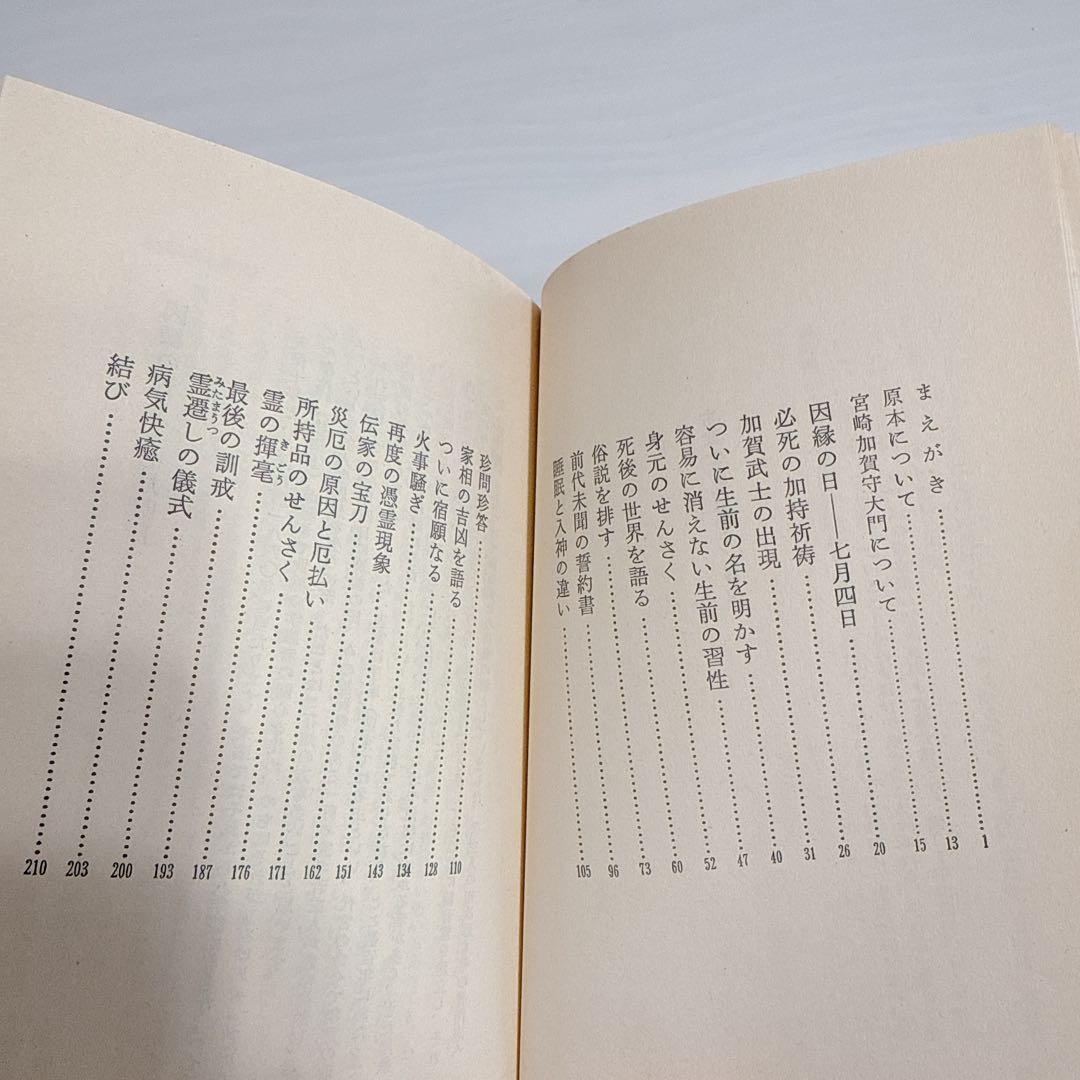 まえがき……1
原本について……13
宮崎加賀守大門について……15
因縁の日――七月四日……20
必死の加持祈祷……26
加賀武士の出現……31
ついに生前の名を明かす……40
容易に消えない生前の習性……47
身元のせんさく……52
死後の世界を語る……60
俗説を排す……73
前代未聞の誓約書……96
睡眠と入神の違い……105
珍問珍答……110
家相の吉凶を語る……128
ついに宿願なる……134
火事騒ぎ……143
再度の憑霊現象……151
伝家の宝刀……162
災厄の原因と厄払い……171
所持品のせんさく……176
霊の揮毫(きごう)……187
最後の訓戒……193
霊遷(みたまうつ)しの儀式……200
病気快癒……203
結び……210